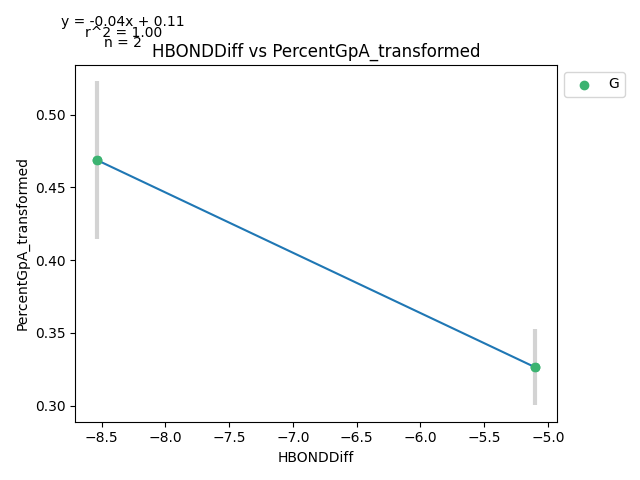 y = -0.04x + 0.11
r^2 = 1.00
n = 2
HBONDDiff vs PercentGpA_transformed
G
PercentGpA_transformed
0.50
0.45
0.40
0.35
0.30
−8.5 −8.0 −7.5 −7.0 −6.5 −6.0 −5.5 −5.0
HBONDDiff